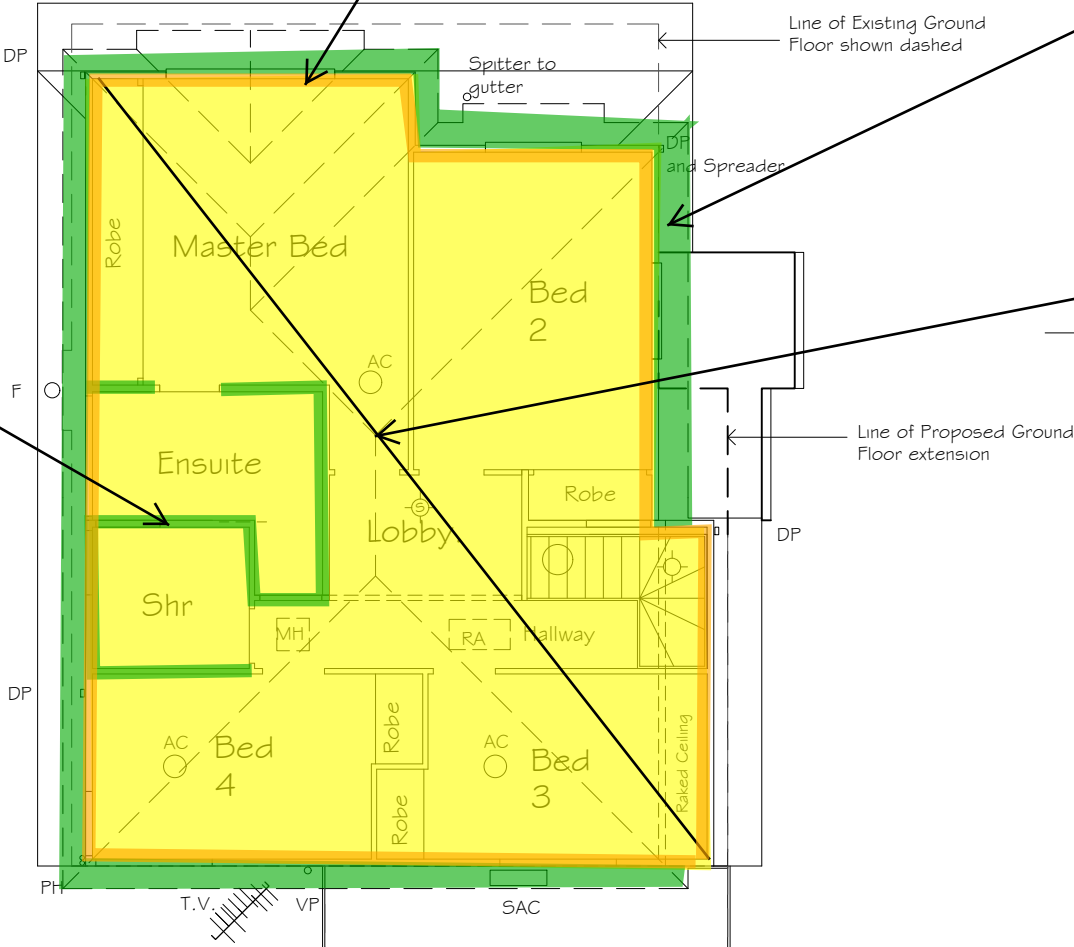 Line of Existing Ground
Floor shown dashed
DP
Spitter to
gutter
DP
and Spreader
Robe
Master Bed
Bed
2
AC
F
Line of Proposed Ground
Floor extension
Ensuite
Robe
S
Lobby
DP
Shr
MH
RA
Hallway
DP
Robe
Raked Ceiling
AC
Bed
4
AC
Bed
3
Robe
PH
T.V.
VP
SAC